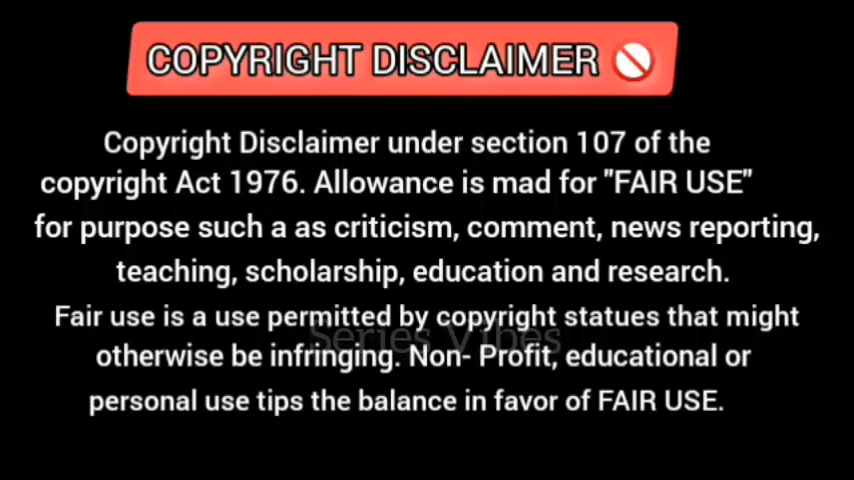 COPYRIGHT DISCLAIMER
Copyright Disclaimer under section 107 of the
copyright Act 1976. Allowance is mad for "FAIR USE"
for purpose such a as criticism, comment, news reporting,
teaching, scholarship, education and research.
Fair use is a use permitted by copyright statues that might
Series Vibes
otherwise be infringing. Non- Profit, educational or
personal use tips the balance in favor of FAIR USE.